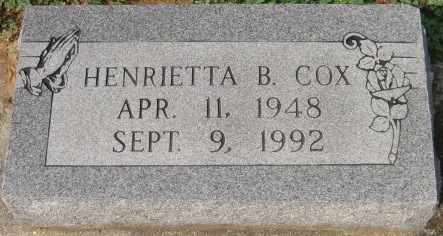 HENRIETTA B. COX
APR. 11, 1948
SEPT. 9, 1992